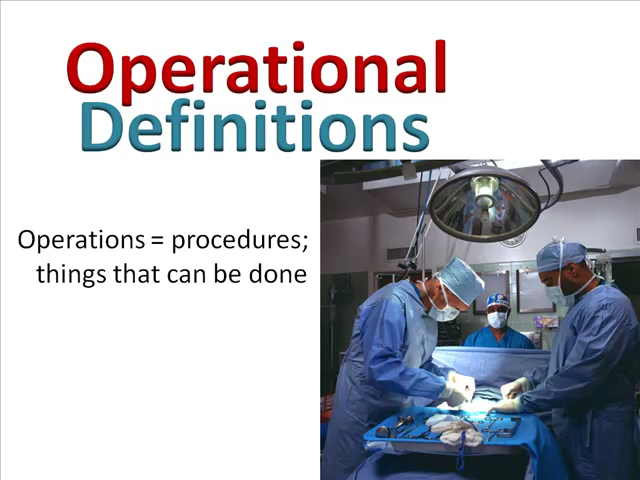 Operational
Definitions
Operations = procedures;
things that can be done